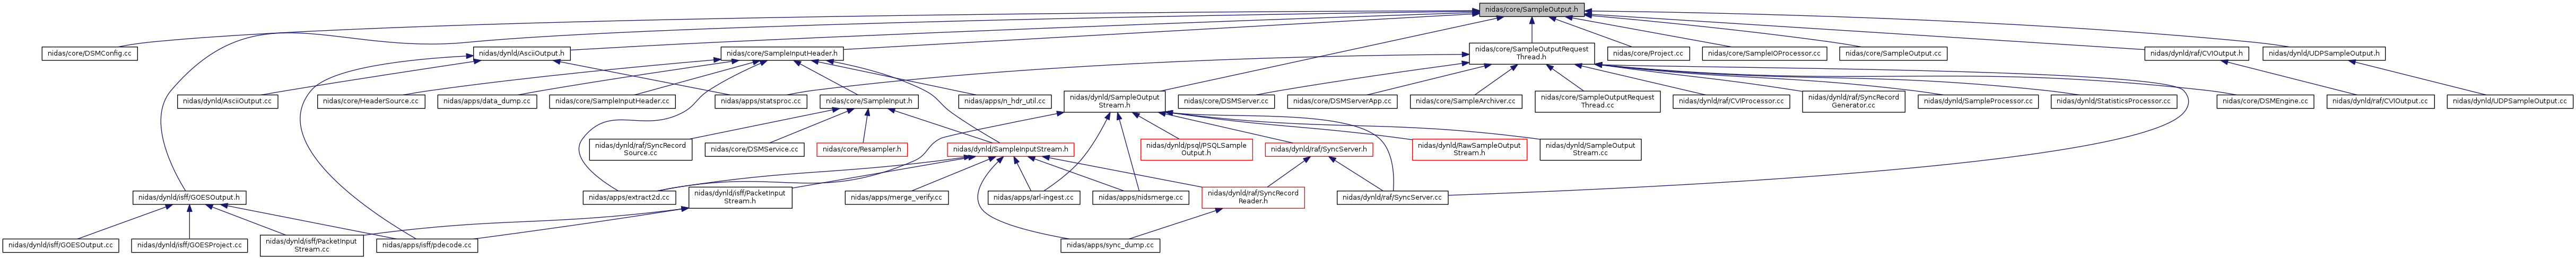 nidas/core/SampleOutput.h
nidas/core/DSMConfig.cc
nidas/dynld/AsciiOutput.h
nidas/core/SampleInputHeader.h
nidas/core/SampleOutputRequest
Thread.h
nidas/core/Project.cc
nidas/core/SampleIOProcessor.cc
nidas/core/SampleOutput.cc
nidas/dynld/raf/CVIOutput.h
nidas/dynld/UDPSampleOutput.h
nidas/dynld/AsciiOutput.cc
nidas/core/HeaderSource.cc
nidas/apps/data_dump.cc
nidas/core/SampleInputHeader.cc
nidas/apps/statsproc.cc
nidas/core/SampleInput.h
nidas/apps/n_hdr_util.cc
nidas/dynld/SampleOutput
Stream.h
nidas/core/DSMServer.cc
nidas/core/DSMServerApp.cc
nidas/core/SampleArchiver.cc
nidas/core/SampleOutputRequest
Thread.cc
nidas/dynld/raf/CVIProcessor.cc
nidas/dynld/raf/SyncRecord
Generator.cc
nidas/dynld/SampleProcessor.cc
nidas/dynld/StatisticsProcessor.cc
nidas/core/DSMEngine.cc
nidas/dynld/raf/CVIOutput.cc
nidas/dynld/UDPSampleOutput.cc
nidas/dynld/raf/SyncRecord
Source.cc
nidas/core/DSMService.cc
nidas/core/Resampler.h
nidas/dynld/SampleInputStream.h
nidas/dynld/psql/PSQLSample
Output.h
nidas/dynld/raf/SyncServer.h
nidas/dynld/RawSampleOutput
Stream.h
nidas/dynld/SampleOutput
Stream.cc
nidas/dynld/isff/GOESOutput.h
nidas/apps/extract2d.cc
nidas/dynld/isff/PacketInput
Stream.h
nidas/apps/merge_verify.cc
nidas/apps/arl-ingest.cc
nidas/apps/nidsmerge.cc
nidas/dynld/raf/SyncRecord
Reader.h
nidas/dynld/raf/SyncServer.cc
nidas/dynld/isff/GOESOutput.cc
nidas/dynld/isff/GOESProject.cc
nidas/dynld/isff/PacketInput
Stream.cc
nidas/apps/isff/pdecode.cc
nidas/apps/sync_dump.cc